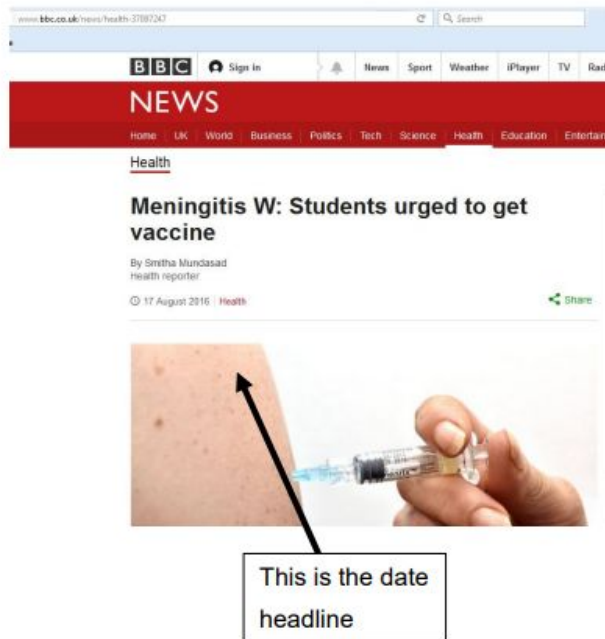 www.bbc.co.uk/news/health-37097247 Search
BBC Sign in News Sport Weather iPlayer TV Rad
NEWS
Home UK World Business Politics Tech Science Health Education Entertain
Health
Meningitis W: Students urged to get
vaccine
By Smitha Mundasad
Health reporter
17 August 2016 Health Share
This is the date
headline